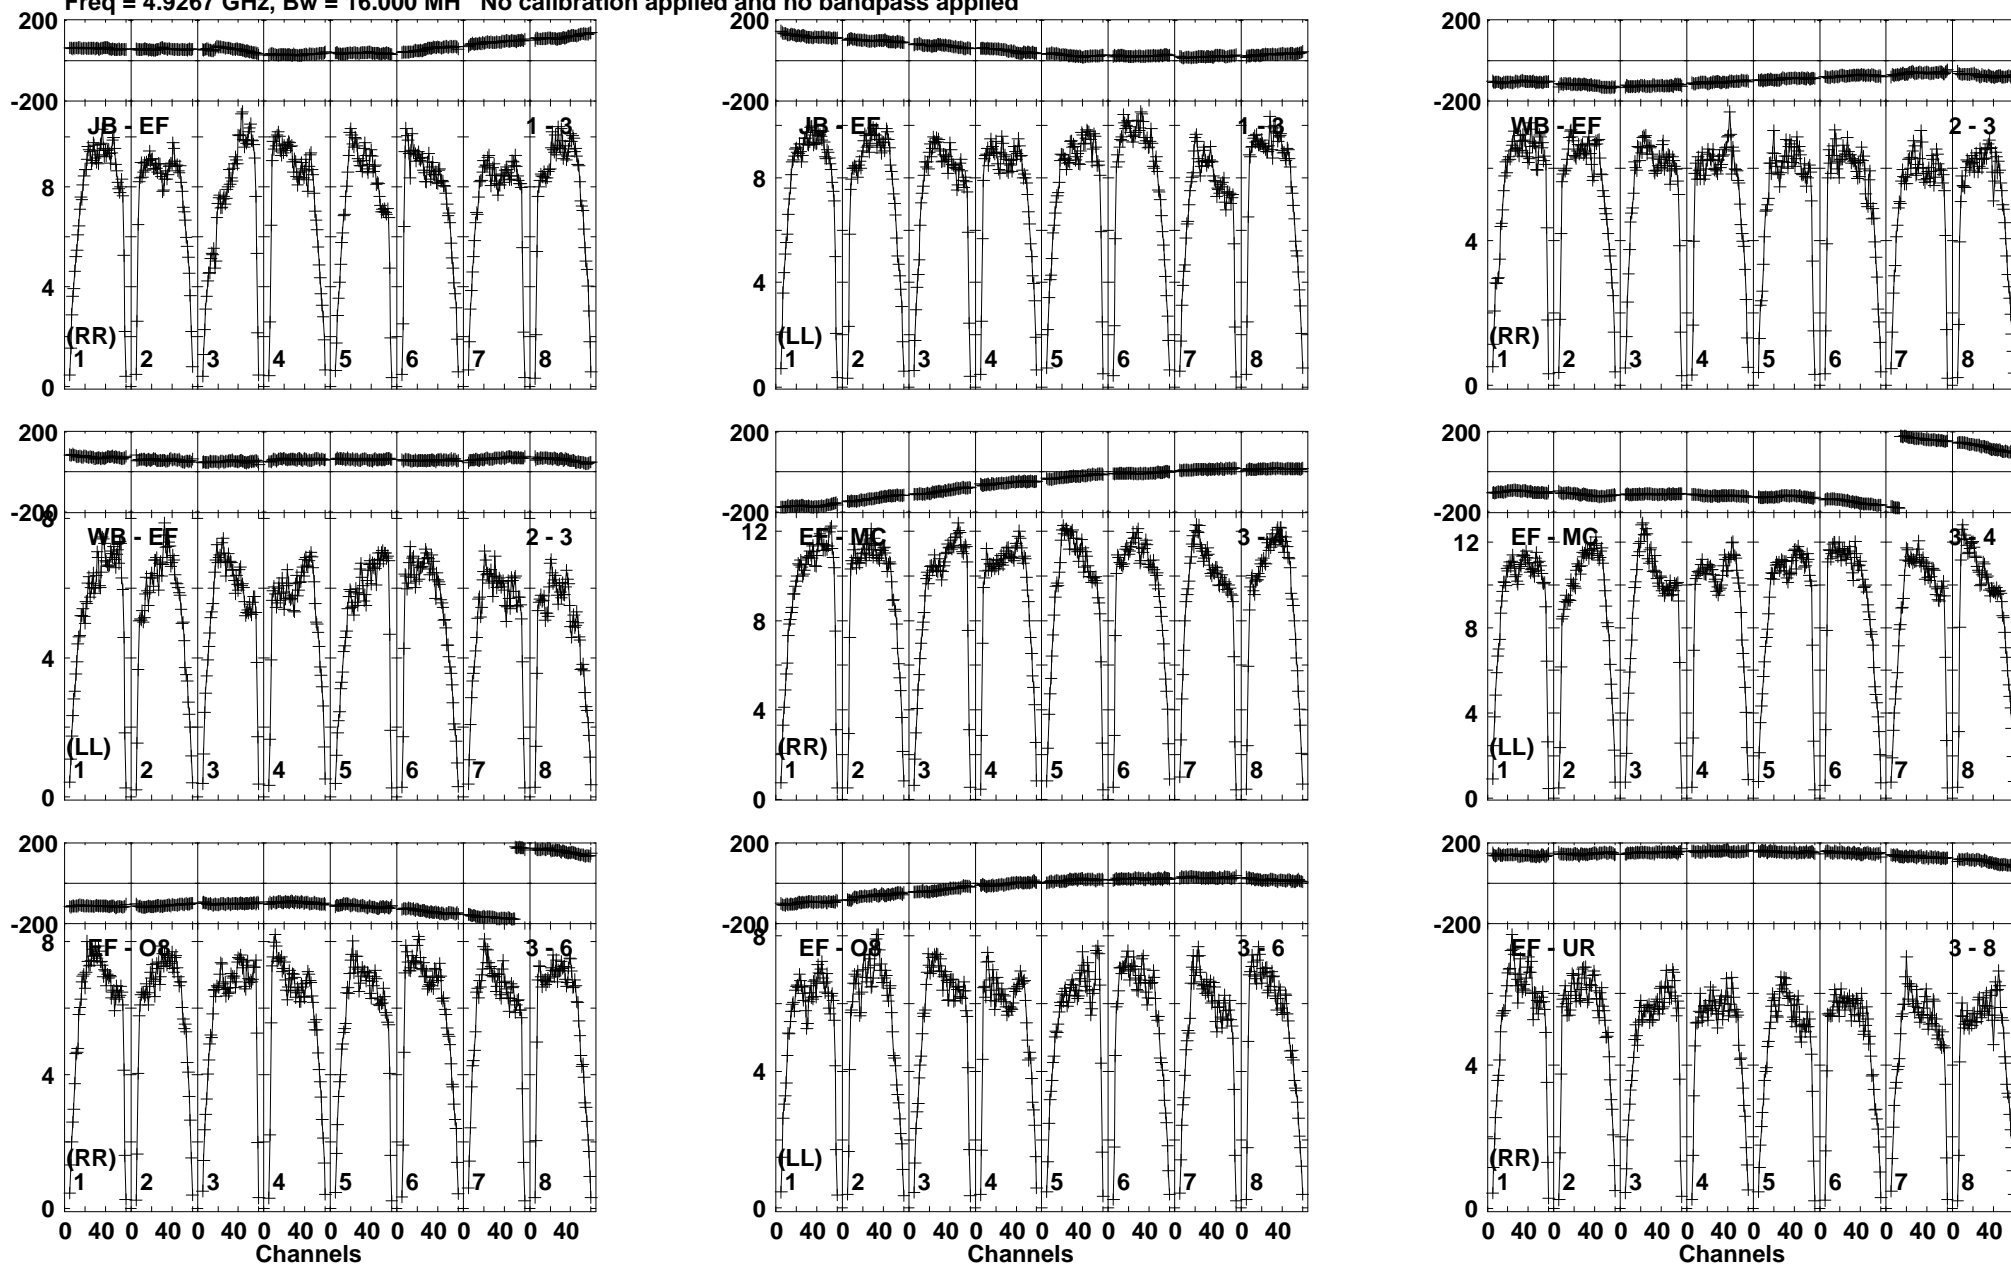 Freq = 4.9267 GHz, Bw = 16.000 MH No calibration applied and no bandpass applied
200 200 200
-200 -200 -200
JB - EF 1 - 3 JB - EF 1 - 3 WB - EF 2 - 3
8 8
4 4 4
(RR) (LL) (RR)
1 2 3 4 5 6 7 8 1 2 3 4 5 6 7 8 1 2 3 4 5 6 7 8
0 0 0
200 200 200
-200 -200 -200
8 12 12
WB - EF 2 - 3 EF - MC 3 - 4 EF - MC 3 - 4
8 8
4 4 4
(LL) (RR) (LL)
1 2 3 4 5 6 7 8 1 2 3 4 5 6 7 8 1 2 3 4 5 6 7 8
0 0 0
200 200 200
-200 -200 -200
8 8
EF - O8 3 - 6 EF - O8 3 - 6 EF - UR 3 - 8
4 4 4
(RR) (LL) (RR)
1 2 3 4 5 6 7 8 1 2 3 4 5 6 7 8 1 2 3 4 5 6 7 8
0 0 0
0 40 0 40 0 40 0 40 0 40 0 40 0 40 0 40 0 40 0 40 0 40 0 40 0 40 0 40 0 40 0 40 0 40 0 40 0 40 0 40 0 40 0 40 0 40 0 40
Channels Channels Channels